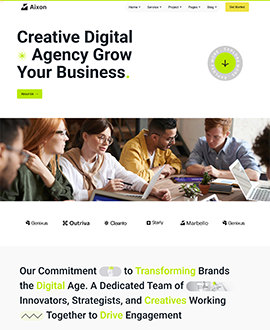 Aixon
Home Service Project Pages Blog Get Started
Creative Digital
Agency Grow
Your Business.
About Us →
Genixus Outriva Cleanto Starly Marbello Genixus
Our Commitment to Transforming Brands
the Digital Age. A Dedicated Team of
Innovators, Strategists, and Creatives Working
Together to Drive Engagement